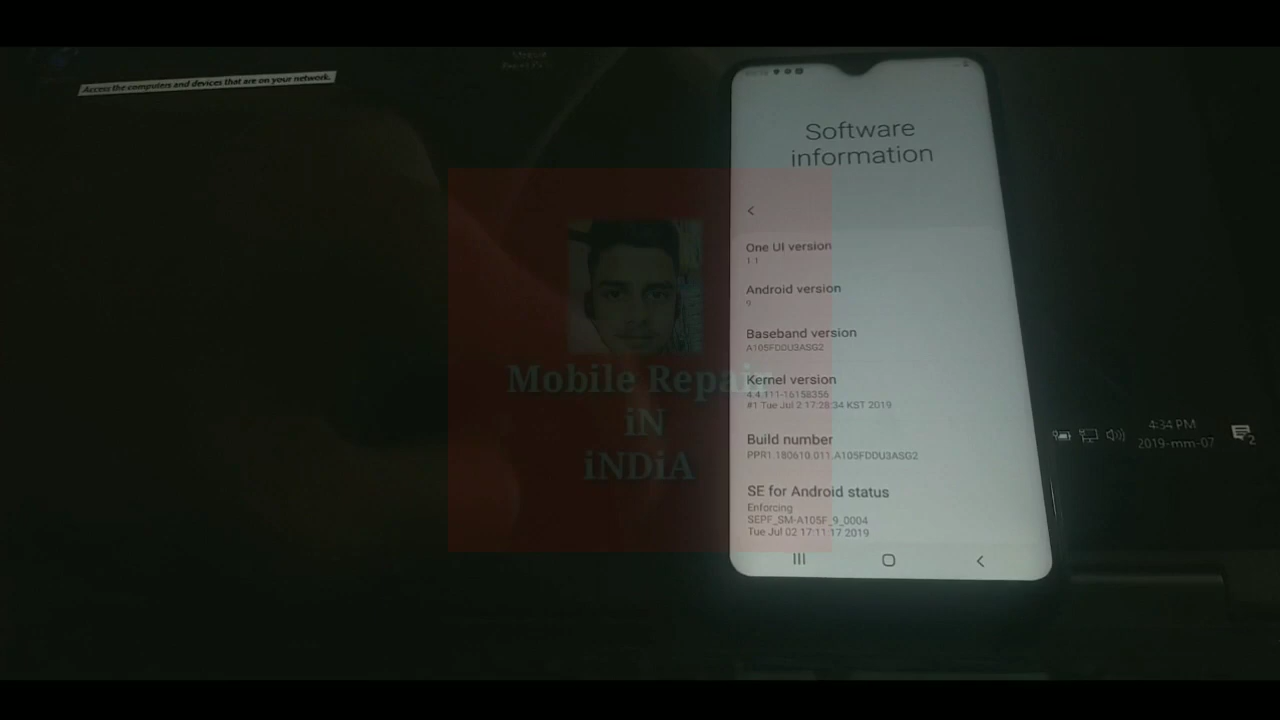 Access the computers and devices that are on your network.
Software
information
One UI version
1.1
Android version
9
Baseband version
A105FDDU3ASG2
Kernel version
4.4.111-16158356
#1 Tue Jul 2 17:28:34 KST 2019
Build number
PPR1.180610.011.A105FDDU3ASG2
SE for Android status
Enforcing
SEPF_SM-A105F_9_0004
Tue Jul 02 17:11:17 2019
Mobile Repair
iN
iNDiA
4:34 PM
2019-mm-07
2